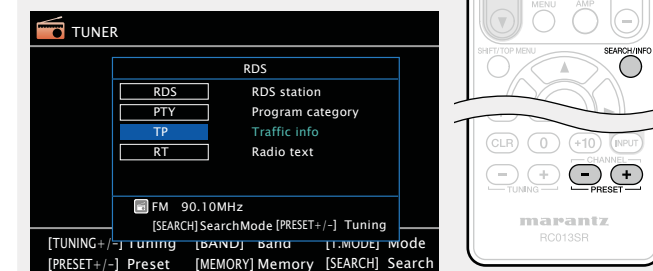 TUNER
RDS
RDS RDS station
PTY Program category
TP Traffic info
RT Radio text
FM 90.10MHz
[SEARCH] SearchMode [PRESET+/-] Tuning
[TUNING+/-] Tuning [BAND] Band [T.MODE] Mode
[PRESET+/-] Preset [MEMORY] Memory [SEARCH] Search
MENU AMP
SHIFT/TOP MENU SEARCH/INFO
CLR 0 +10 INPUT
CHANNEL
- + - +
TUNING PRESET
marantz
RC013SR